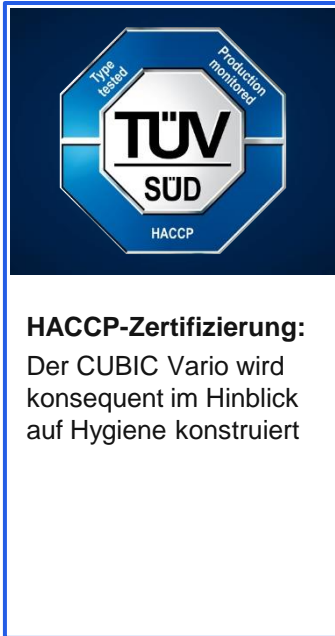 Type
tested
Production
monitored
TÜV
SÜD
HACCP
HACCP-Zertifizierung:
Der CUBIC Vario wird
konsequent im Hinblick
auf Hygiene konstruiert